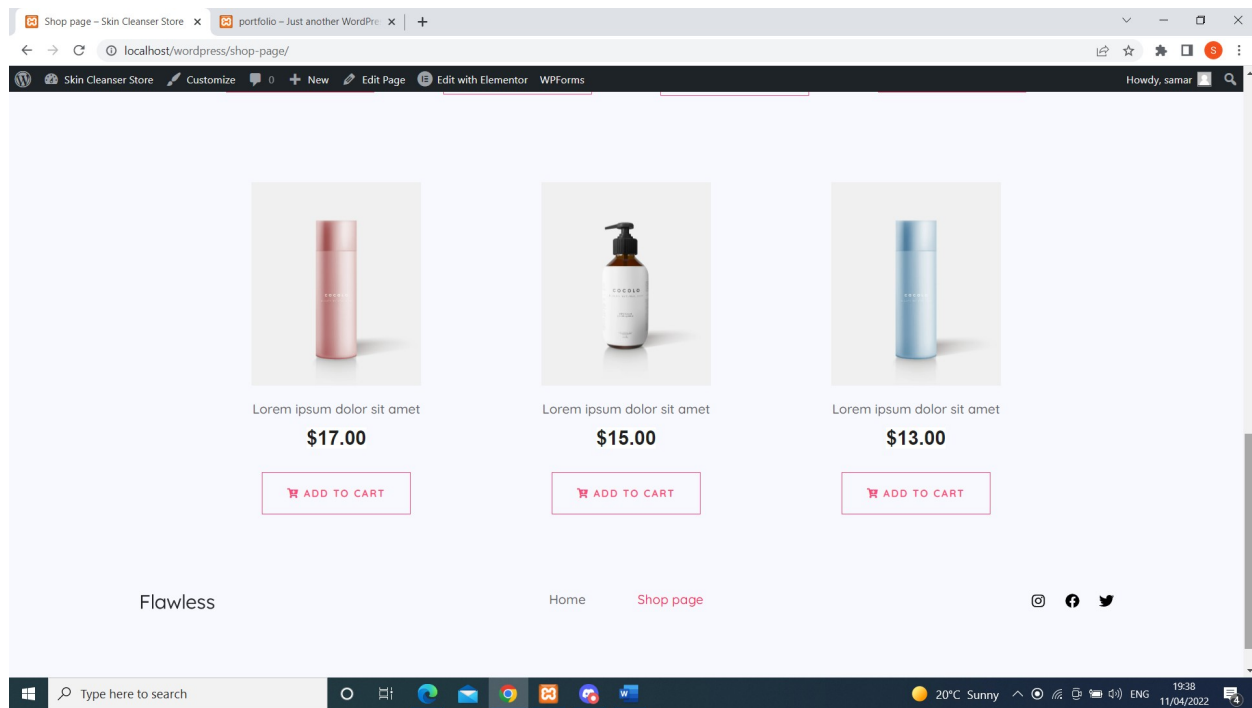 Shop page – Skin Cleanser Store
portfolio – Just another WordPre
localhost/wordpress/shop-page/
S
Skin Cleanser Store Customize 0 New Edit Page Edit with Elementor WPForms Howdy, samar
COCOLO
Lorem ipsum dolor sit amet Lorem ipsum dolor sit amet Lorem ipsum dolor sit amet
$17.00 $15.00 $13.00
ADD TO CART ADD TO CART ADD TO CART
Flawless Home Shop page
Type here to search 20°C Sunny ENG 19:38
11/04/2022
4